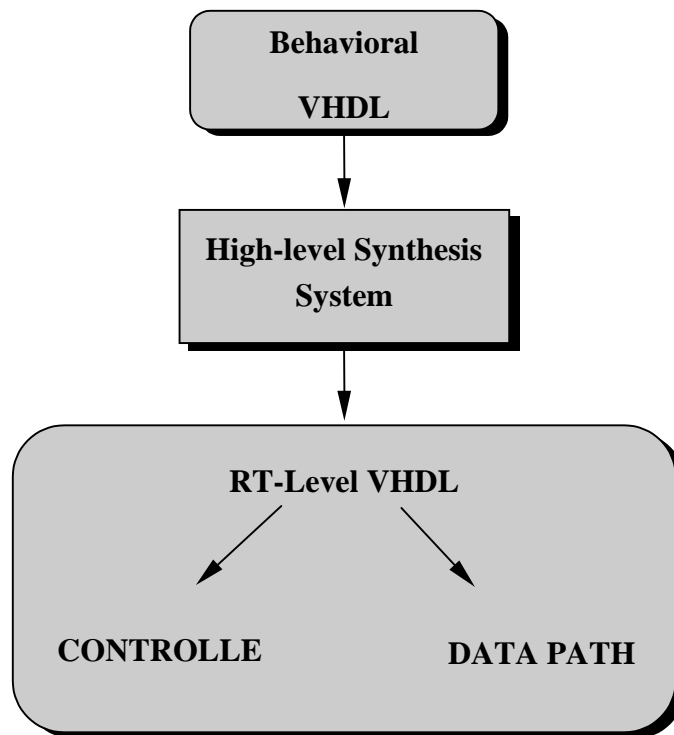 Behavioral
VHDL
High-level Synthesis
System
RT-Level VHDL
CONTROLLE
DATA PATH